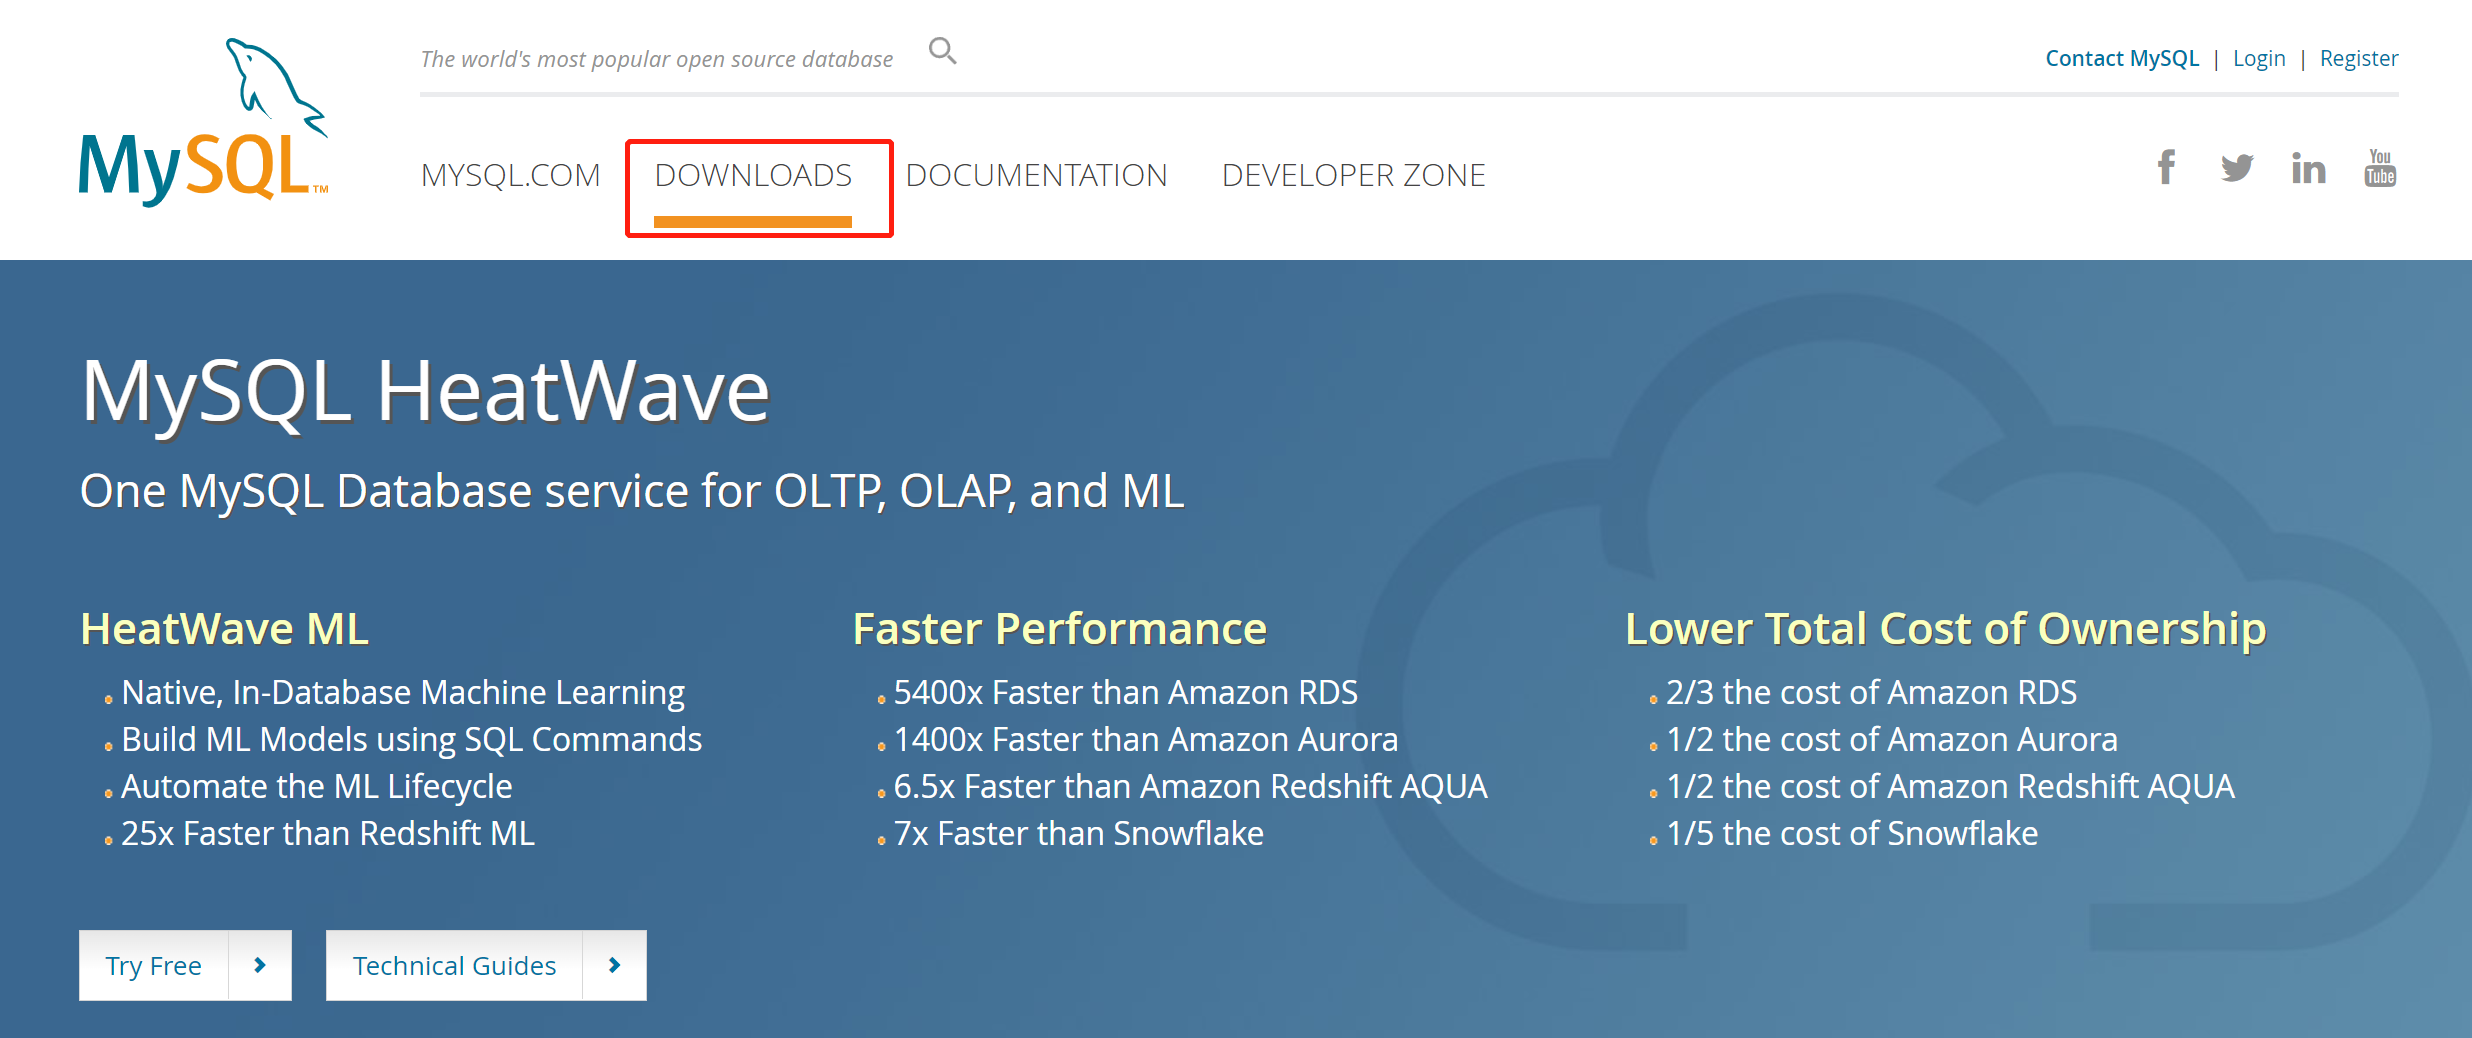 The world's most popular open source database
Contact MySQL | Login | Register
MySQL™
MYSQL.COM
DOWNLOADS
DOCUMENTATION
DEVELOPER ZONE
You
Tube
MySQL HeatWave
One MySQL Database service for OLTP, OLAP, and ML
HeatWave ML
Native, In-Database Machine Learning
Build ML Models using SQL Commands
Automate the ML Lifecycle
25x Faster than Redshift ML
Faster Performance
5400x Faster than Amazon RDS
1400x Faster than Amazon Aurora
6.5x Faster than Amazon Redshift AQUA
7x Faster than Snowflake
Lower Total Cost of Ownership
2/3 the cost of Amazon RDS
1/2 the cost of Amazon Aurora
1/2 the cost of Amazon Redshift AQUA
1/5 the cost of Snowflake
Try Free
Technical Guides